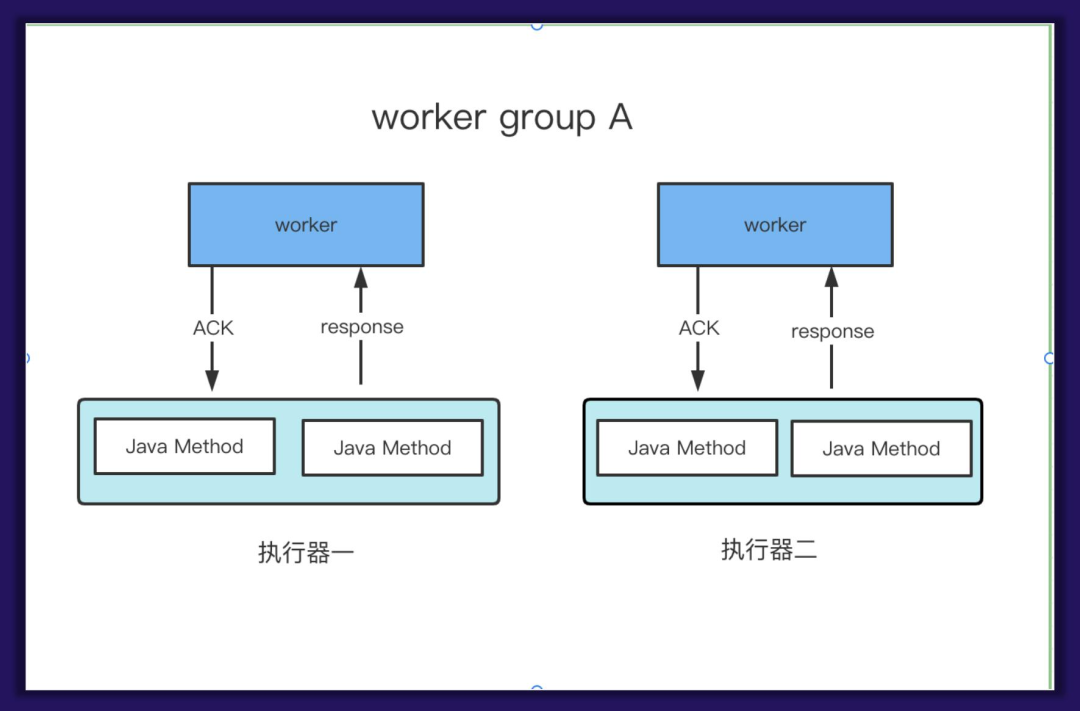 worker group A
worker
worker
ACK
response
ACK
response
Java Method
Java Method
Java Method
Java Method
执行器一
执行器二